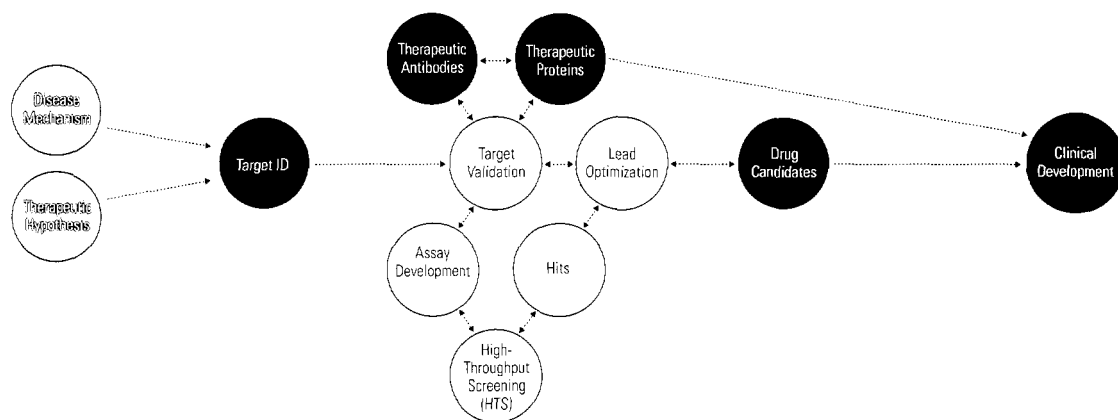 Therapeutic
Antibodies
Therapeutic
Proteins
Disease
Mechanism
Target ID
Target
Validation
Lead
Optimization
Drug
Candidates
Clinical
Development
Therapeutic
Hypothesis
Assay
Development
Hits
High-
Throughput
Screening
(HTS)